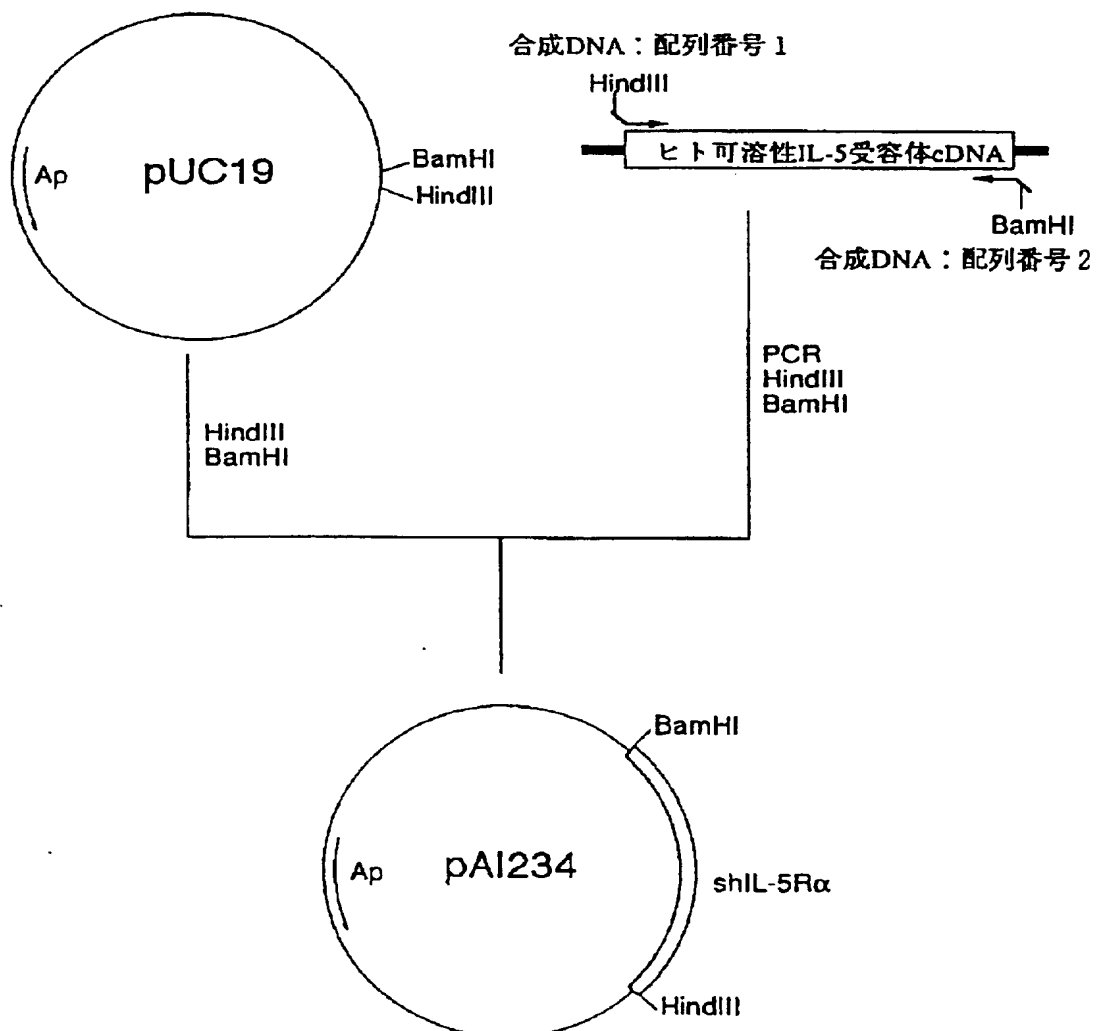 合成DNA：配列番号 1
HindIII
ヒト可溶性IL-5受容体cDNA
BamHI
合成DNA：配列番号 2
Ap
pUC19
BamHI
HindIII
HindIII
BamHI
PCR
HindIII
BamHI
BamHI
Ap
pAI234
shIL-5Rα
HindIII